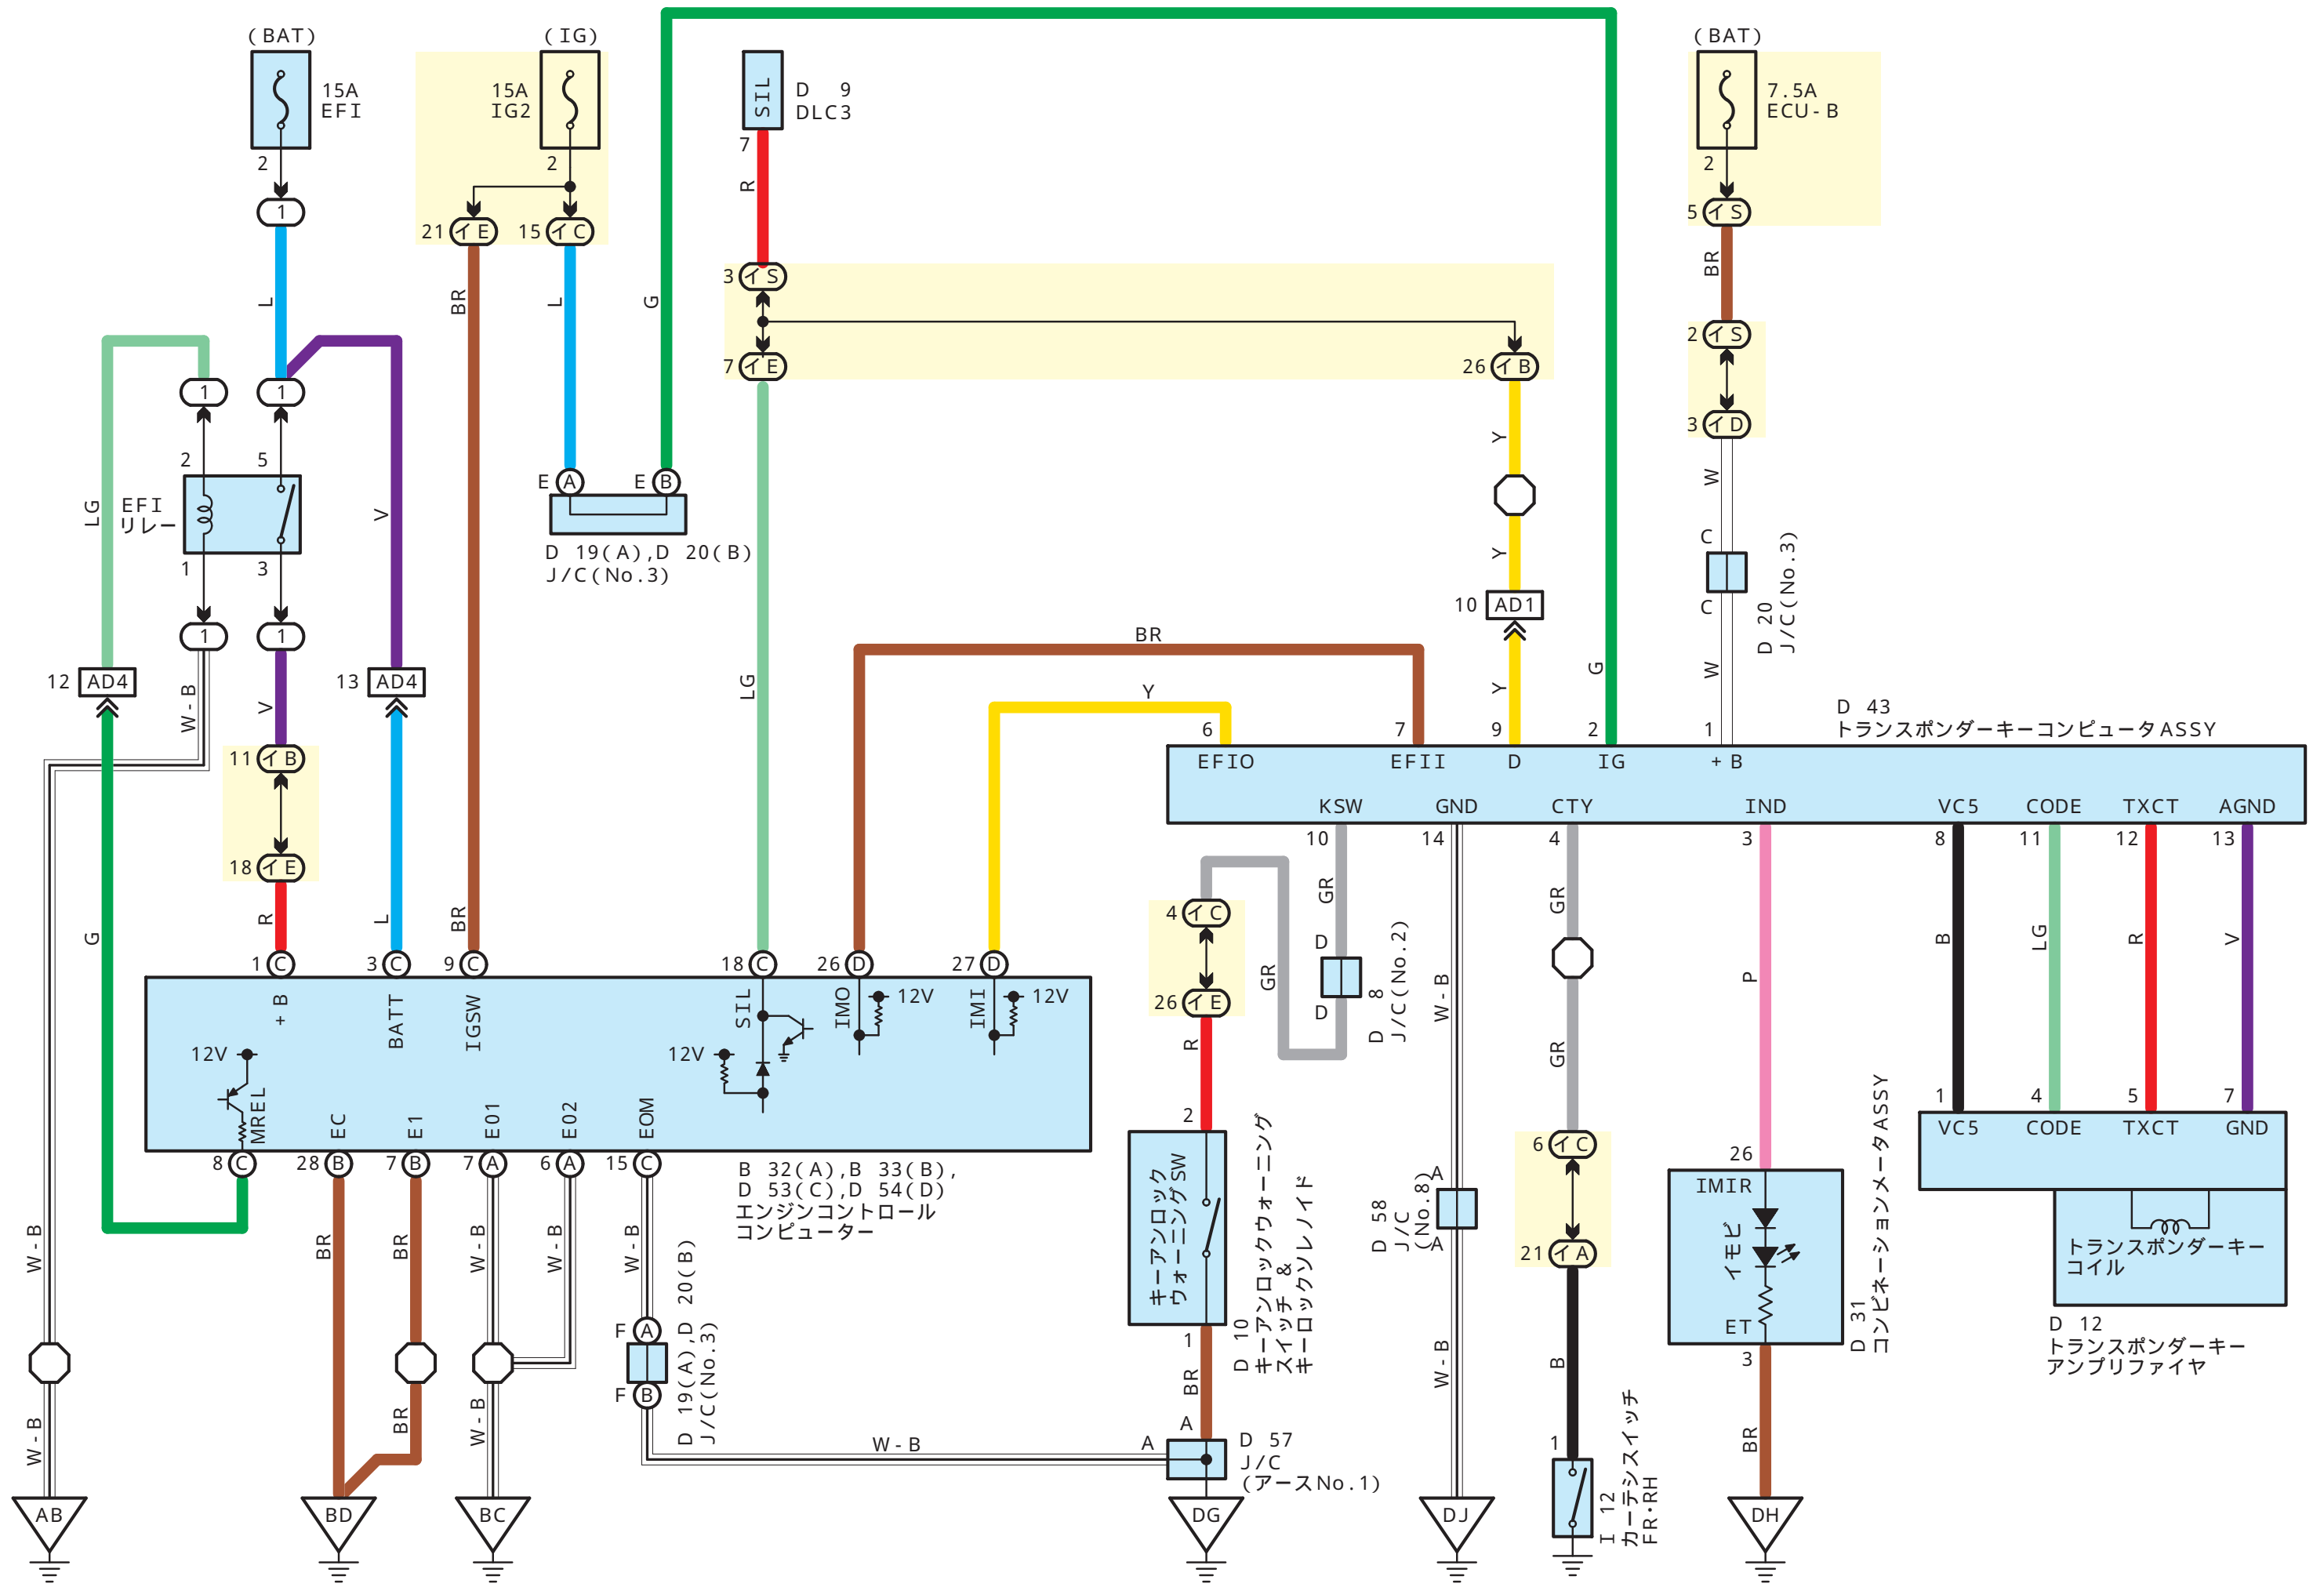 (BAT)
(IG)
(BAT)
15A
EFI
15A
IG2
SIL
D 9
DLC3
7.5A
ECU-B
2
2
7
2
1
R
5 イS
21 イE
15 イC
BR
3 イS
L
BR
L
G
2 イS
7 イE
26 イB
1
1
3 イD
Y
2
5
W
E A
E B
LG
EFI
リレー
V
C
D 19(A),D 20(B)
J/C(No.3)
Y
1
3
C
D 20
J/C(No.3)
10 AD1
1
1
BR
G
W
12 AD4
13 AD4
W-B
V
LG
Y
Y
D 43
トランスポンダーキーコンピュータASSY
6
7
9
2
1
EFIO
EFII
D
IG
+B
11 イB
KSW
GND
CTY
IND
VC5
CODE
TXCT
AGND
10
14
4
3
8
11
12
13
18 イE
GR
GR
4 イC
G
R
L
BR
D
D 8
J/C(No.2)
B
LG
R
V
1 C
3 C
9 C
18 C
26 D
27 D
GR
P
W-B
+B
BATT
IGSW
SIL
IMO
12V
IMI
12V
26 イE
D
12V
12V
R
GR
MREL
EC
E1
E01
E02
EOM
2
1
4
5
7
VC5
CODE
TXCT
GND
6 イC
8 C
28 B
7 B
7 A
6 A
15 C
B 32(A),B 33(B),
D 53(C),D 54(D)
エンジンコントロール
コンピューター
キーアンロック
ウォーニングSW
D 10
キーアンロックウォーニング
スイッチ &
キーロックソレノイド
26
IMIR
イモビ
ET
D 31
コンビネーションメータASSY
A
D 58
J/C
(No.8)
A
W-B
BR
BR
W-B
W-B
W-B
21 イA
トランスポンダーキー
コイル
F A
F B
D 19(A),D 20(B)
J/C(No.3)
1
3
D 12
トランスポンダーキー
アンプリファイヤ
W-B
BR
W-B
BR
W-B
B
W-B
A
A
D 57
J/C
(アースNo.1)
1
BR
I 12
カーテシスイッチ
FR・RH
AB
BD
BC
DG
DJ
DH